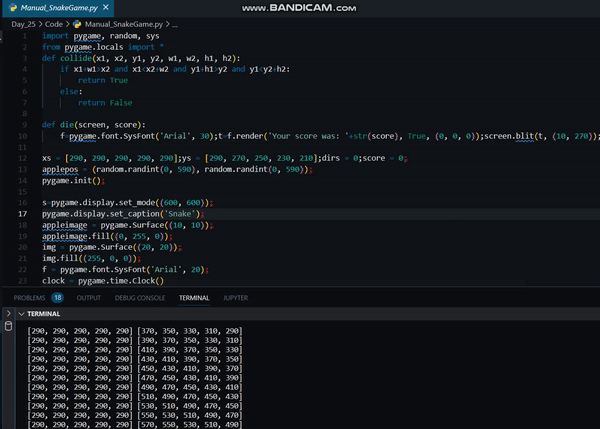 Manual_SnakeGame.py ×
www.BANDICAM.com
Day_25 > Code > Manual_SnakeGame.py > ...
1 import pygame, random, sys
2 from pygame.locals import *
3 def collide(x1, x2, y1, y2, w1, w2, h1, h2):
4 if x1+w1>x2 and x1<x2+w2 and y1+h1>y2 and y1<y2+h2:
5 return True
6 else:
7 return False
8
9 def die(screen, score):
10 f=pygame.font.SysFont('Arial', 30);t=f.render('Your score was: '+str(score), True, (0, 0, 0));screen.blit(t, (10, 270));
11
12 xs = [290, 290, 290, 290, 290];ys = [290, 270, 250, 230, 210];dirs = 0;score = 0;
13 applepos = (random.randint(0, 590), random.randint(0, 590));
14 pygame.init();
15
16 s=pygame.display.set_mode((600, 600));
17 pygame.display.set_caption('Snake');
18 appleimage = pygame.Surface((10, 10));
19 appleimage.fill((0, 255, 0));
20 img = pygame.Surface((20, 20));
21 img.fill((255, 0, 0));
22 f = pygame.font.SysFont('Arial', 20);
23 clock = pygame.time.Clock()
PROBLEMS 18 OUTPUT DEBUG CONSOLE TERMINAL JUPYTER
TERMINAL
[290, 290, 290, 290, 290] [370, 350, 330, 310, 290]
[290, 290, 290, 290, 290] [390, 370, 350, 330, 310]
[290, 290, 290, 290, 290] [410, 390, 370, 350, 330]
[290, 290, 290, 290, 290] [430, 410, 390, 370, 350]
[290, 290, 290, 290, 290] [450, 430, 410, 390, 370]
[290, 290, 290, 290, 290] [470, 450, 430, 410, 390]
[290, 290, 290, 290, 290] [490, 470, 450, 430, 410]
[290, 290, 290, 290, 290] [510, 490, 470, 450, 430]
[290, 290, 290, 290, 290] [530, 510, 490, 470, 450]
[290, 290, 290, 290, 290] [550, 530, 510, 490, 470]
[290, 290, 290, 290, 290] [570, 550, 530, 510, 490]